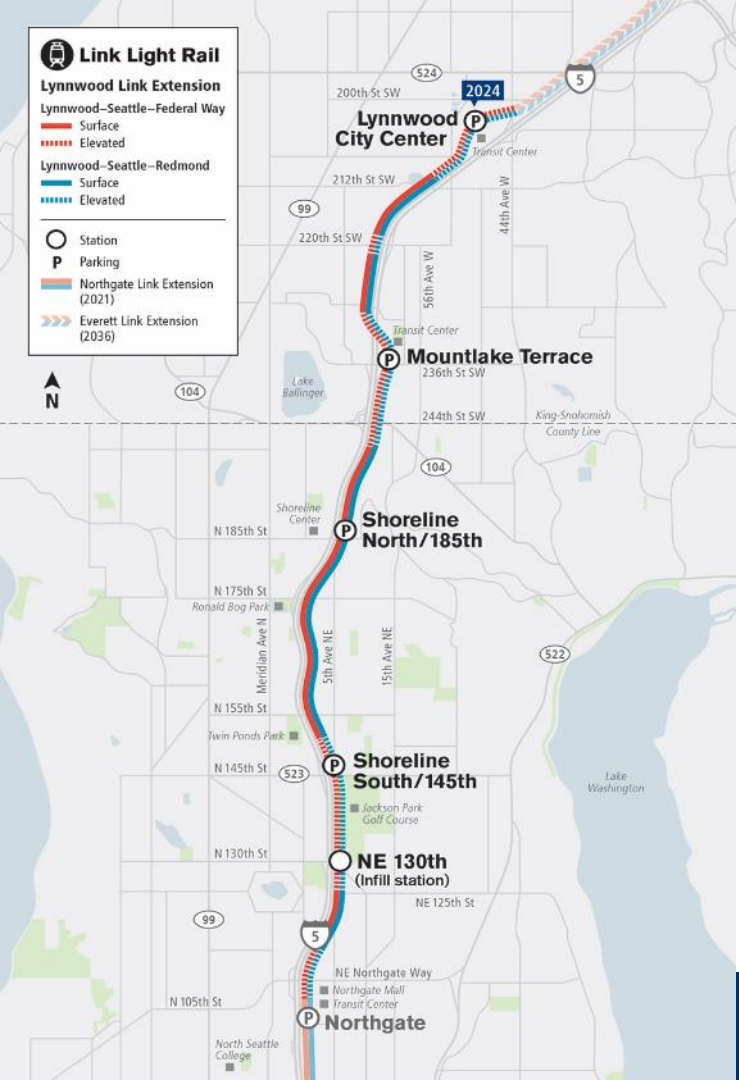 Link Light Rail
Lynnwood Link Extension
Lynnwood–Seattle–Federal Way
Surface
Elevated
Lynnwood–Seattle–Redmond
Surface
Elevated
Station
P Parking
Northgate Link Extension
(2021)
Everett Link Extension
(2036)
N
524
5
200th St SW
2024
Lynnwood
City Center
P
Transit Center
212th St SW
99
44th Ave W
220th St SW
56th Ave W
Transit Center
P
Mountlake Terrace
236th St SW
Lake
Ballinger
104
244th St SW
King-Snohomish
County Line
104
Shoreline
Center
N 185th St
P
Shoreline
North/185th
N 175th St
Ronald Bog Park
Meridian Ave N
5th Ave NE
15th Ave NE
522
N 155th St
Twin Ponds Park
N 145th St
523
P
Shoreline
South/145th
Lake
Washington
Jackson Park
Golf Course
N 130th St
NE 130th
(Infill station)
NE 125th St
99
5
NE Northgate Way
Northgate Mall
Transit Center
N 105th St
P
Northgate
North Seattle
College